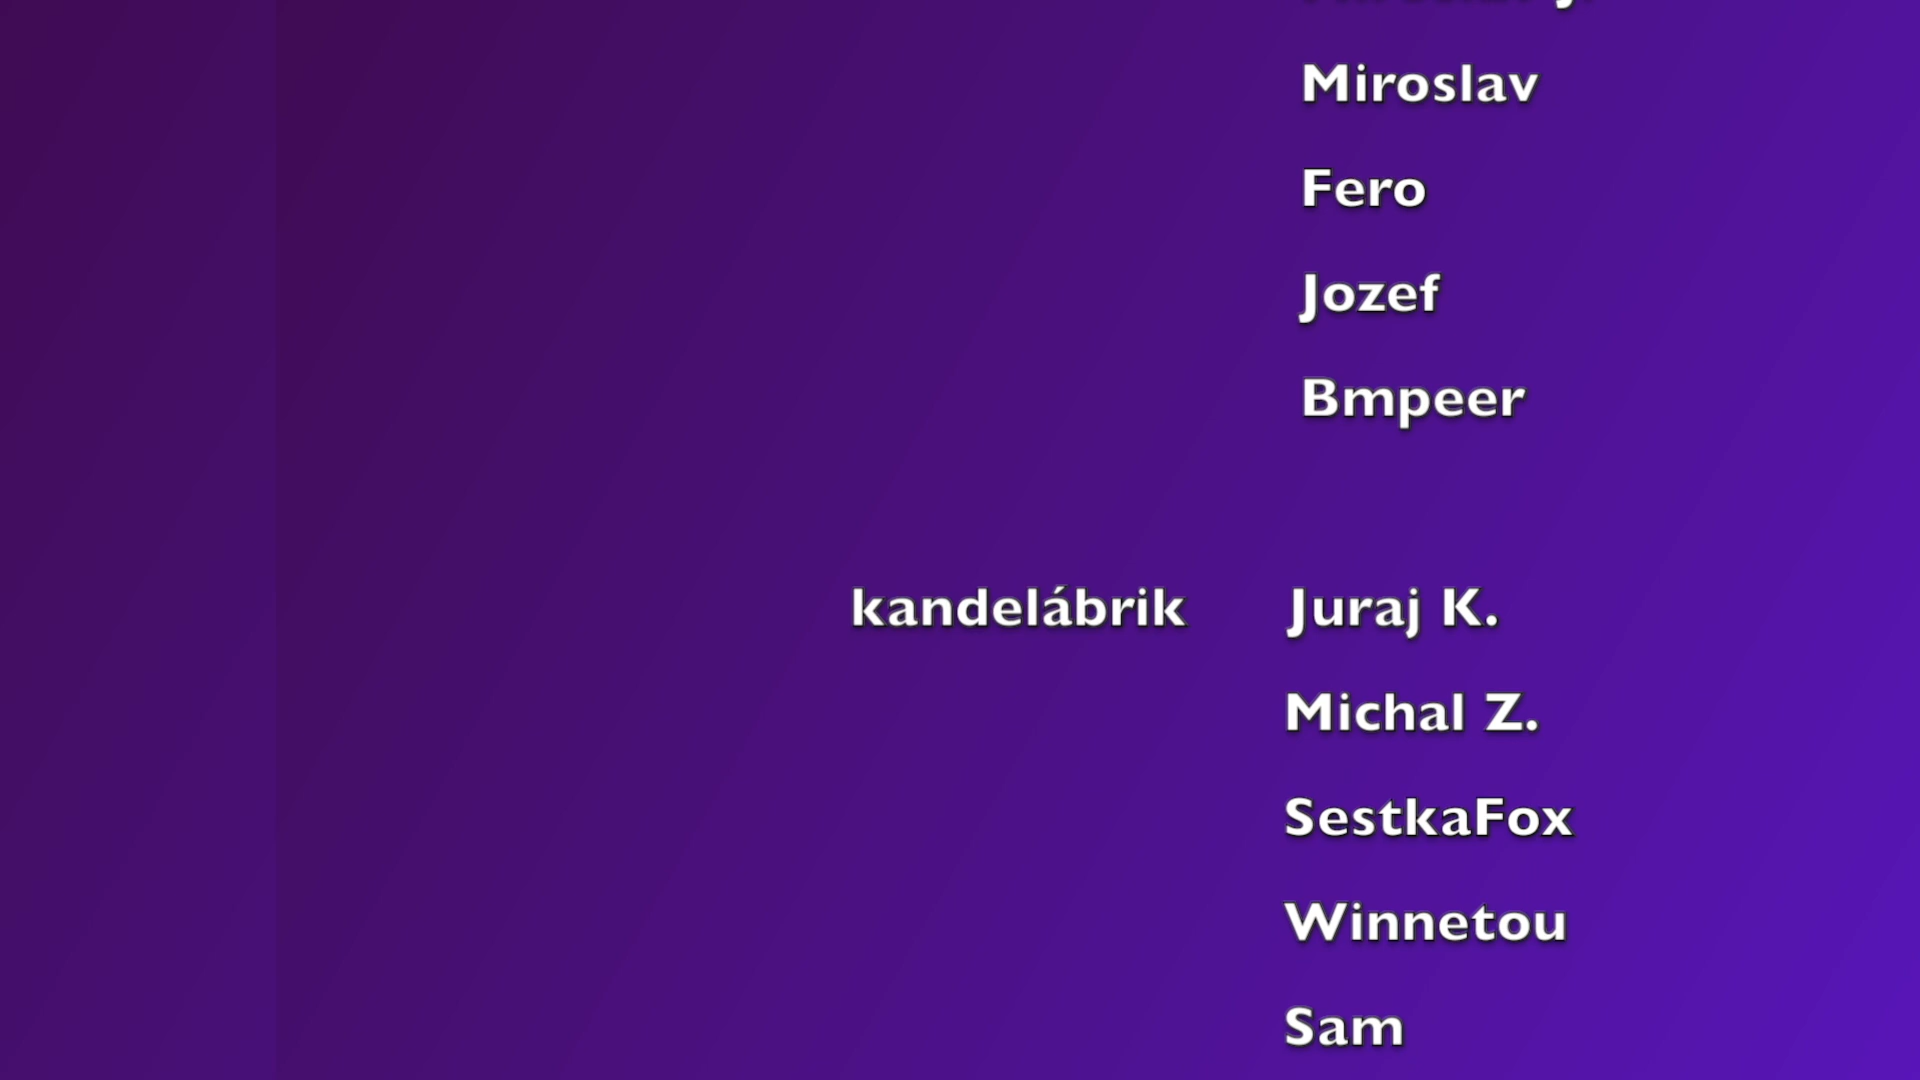 Miroslav
Fero
Jozef
Bmpeer
kandelábrik Juraj K.
Michal Z.
SestkaFox
Winnetou
Sam